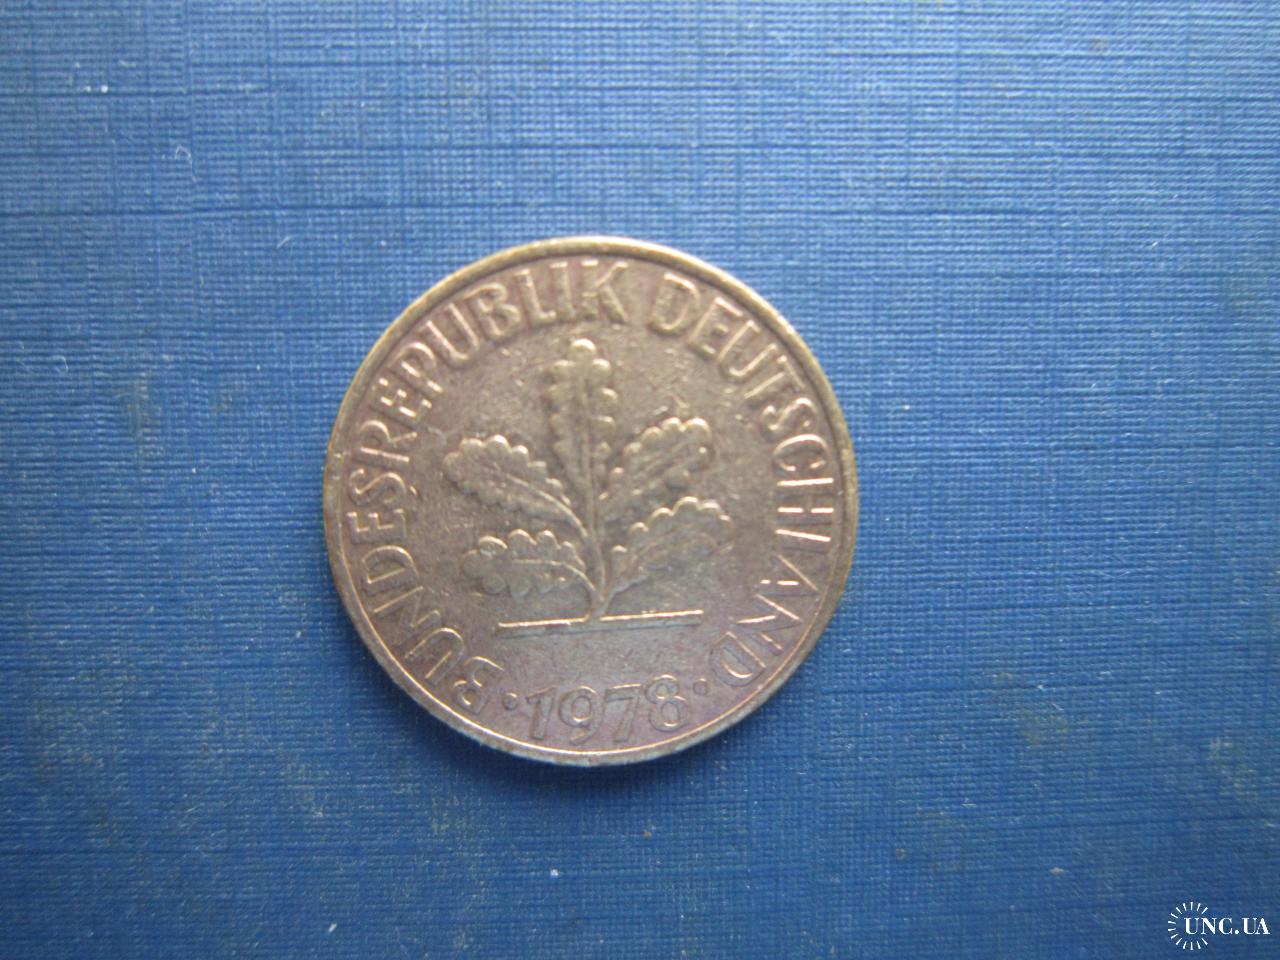 BUNDESREPUBLIK DEUTSCHLAND
· 1978 ·
UNC.UA